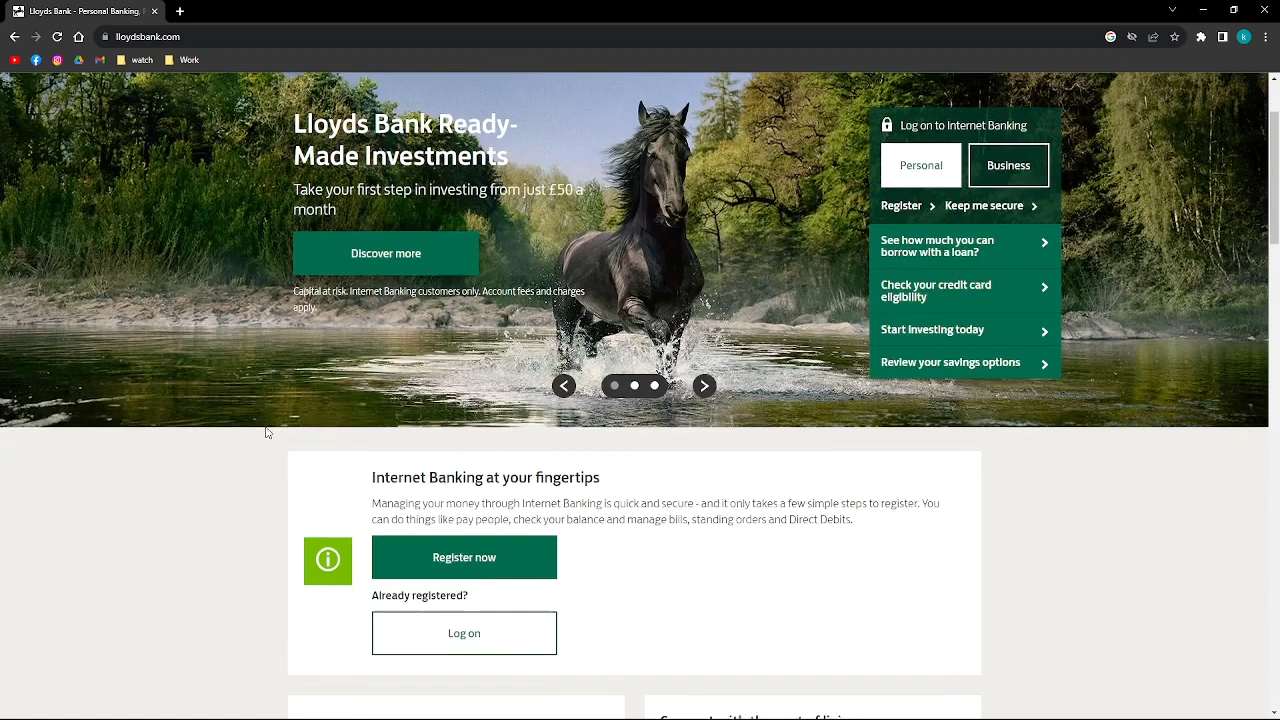 Lloyds Bank - Personal Banking,
lloydsbank.com
k
watch
Work
Lloyds Bank Ready-
Made Investments
Take your first step in investing from just £50 a
month
Discover more
Capital at risk. Internet Banking customers only. Account fees and charges
apply.
Log on to Internet Banking
Personal
Business
Register
Keep me secure
See how much you can
borrow with a loan?
Check your credit card
eligibility
Start investing today
Review your savings options
Internet Banking at your fingertips
Managing your money through Internet Banking is quick and secure - and it only takes a few simple steps to register. You
can do things like pay people, check your balance and manage bills, standing orders and Direct Debits.
Register now
Already registered?
Log on